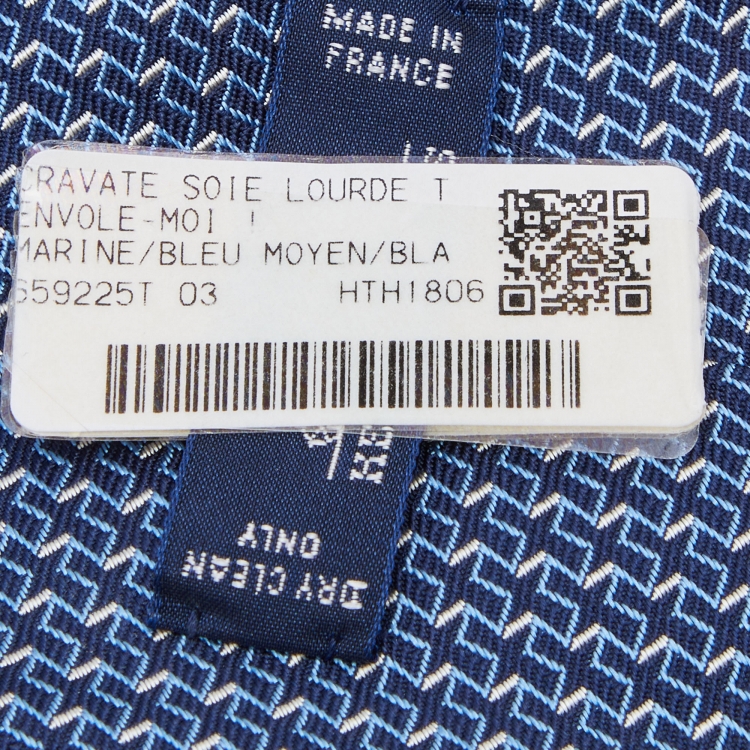 MADE IN
FRANCE
CRAVATE SOIE LOURDE T
ENVOLE-MOI !
MARINE/BLEU MOYEN/BLA
659225T 03 HTH1806
DRY CLEAN
ONLY